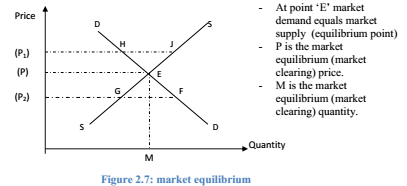 Price
D
S
(P₁)
H
J
(P)
E
(P₂)
G
F
S
D
Quantity
M
- At point ‘E’ market
demand equals market
supply (equilibrium point)
- P is the market
equilibrium (market
clearing) price.
- M is the market
equilibrium (market
clearing) quantity.
Figure 2.7: market equilibrium